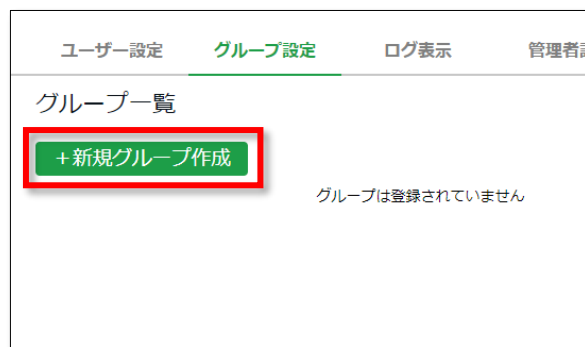 ユーザー設定 グループ設定 ログ表示 管理者
グループ一覧
+新規グループ作成
グループは登録されていません